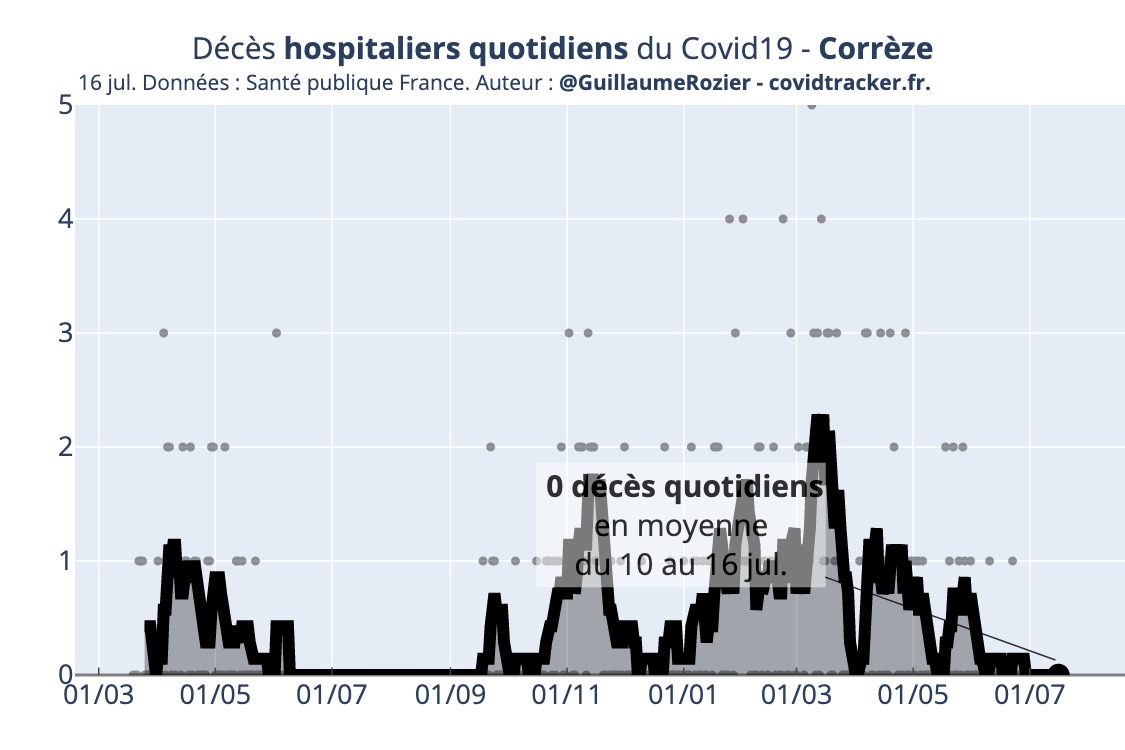 Décès hospitaliers quotidiens du Covid19 - Corrèze
16 jul. Données : Santé publique France. Auteur : @GuillaumeRozier - covidtracker.fr.
5
4
3
2
1
0
0 décès quotidiens
en moyenne
du 10 au 16 jul.
01/03 01/05 01/07 01/09 01/11 01/01 01/03 01/05 01/07